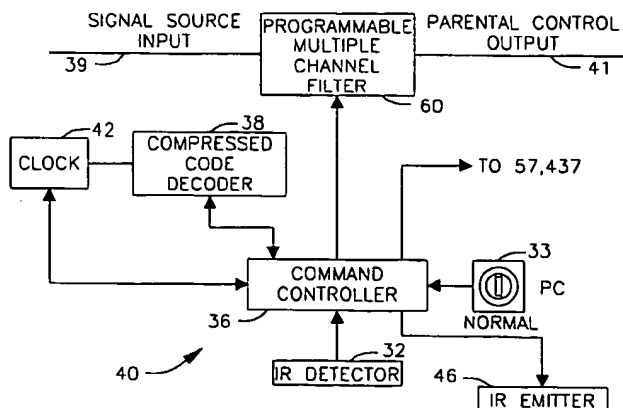 SIGNAL SOURCE
INPUT
39
PROGRAMMABLE
MULTIPLE
CHANNEL
FILTER
60
PARENTAL CONTROL
OUTPUT
41
42
CLOCK
38
COMPRESSED
CODE
DECODER
TO 57,437
33
PC
NORMAL
COMMAND
CONTROLLER
36
40
32
IR DETECTOR
46
IR EMITTER